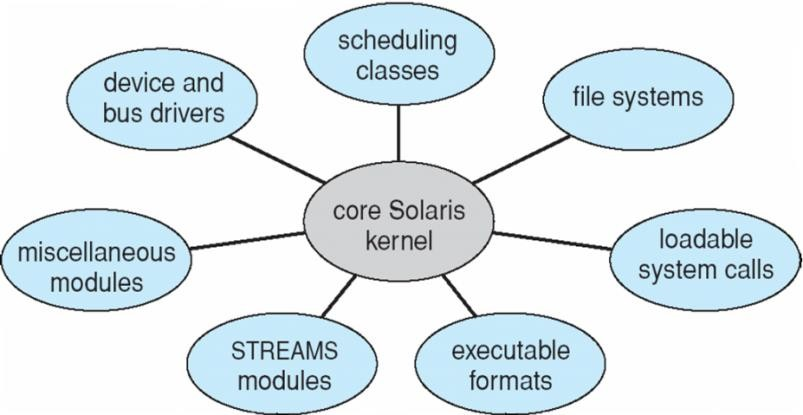 scheduling
classes
device and
bus drivers
file systems
core Solaris
kernel
miscellaneous
modules
loadable
system calls
STREAMS
modules
executable
formats